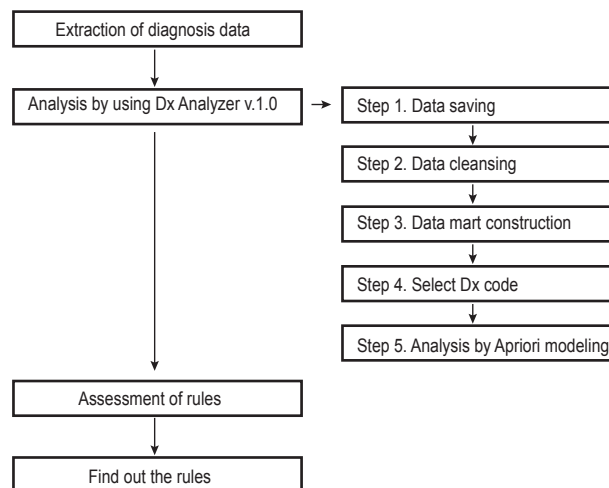 Extraction of diagnosis data
Analysis by using Dx Analyzer v.1.0
Step 1. Data saving
Step 2. Data cleansing
Step 3. Data mart construction
Step 4. Select Dx code
Step 5. Analysis by Apriori modeling
Assessment of rules
Find out the rules